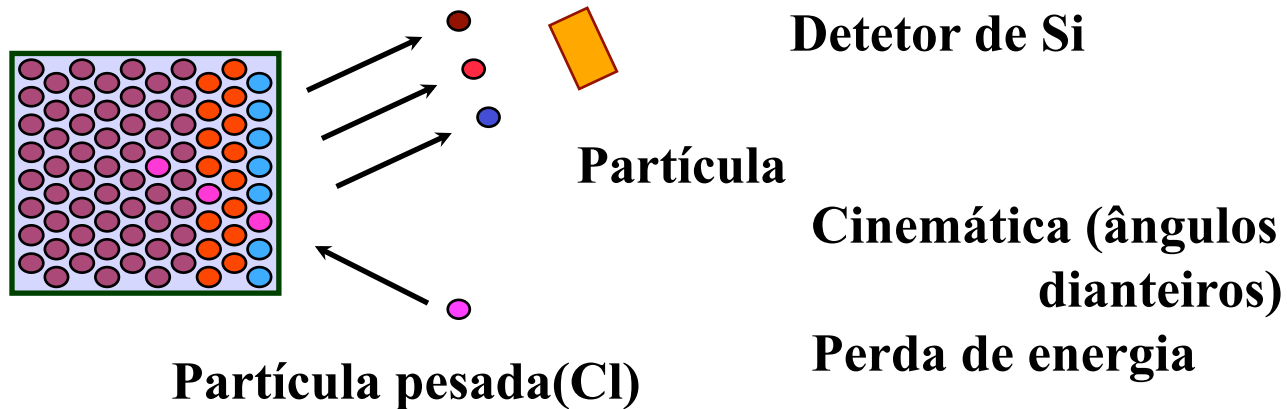 Detetor de Si
Partícula
Cinemática (ângulos
dianteiros)
Perda de energia
Partícula pesada(Cl)